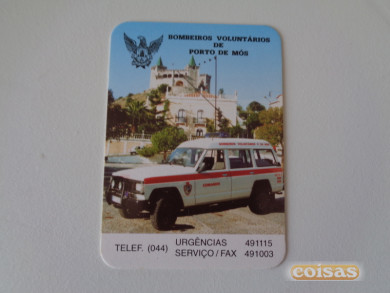 BOMBEIROS VOLUNTÁRIOS
DE
PORTO DE MÓS
TELEF. (044) URGÊNCIAS 491115
SERVIÇO / FAX 491003
coisas